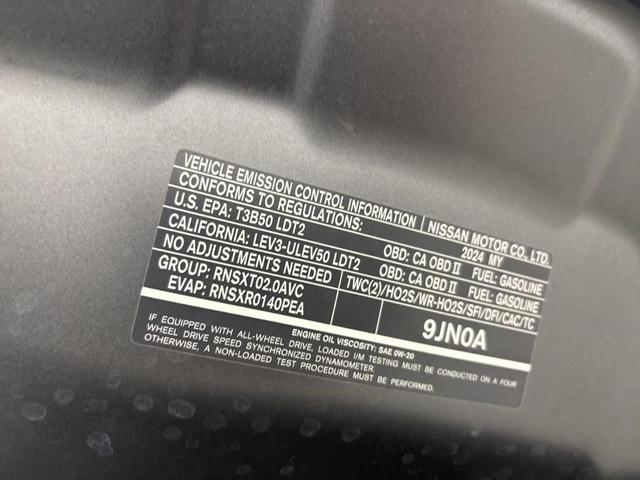 VEHICLE EMISSION CONTROL INFORMATION NISSAN MOTOR CO., LTD.
CONFORMS TO REGULATIONS: 2024 MY
U.S. EPA: T3B50 LDT2 OBD: CA OBD II FUEL: GASOLINE
CALIFORNIA: LEV3-ULEV50 LDT2 OBD: CA OBD II FUEL: GASOLINE
NO ADJUSTMENTS NEEDED TWC(2)/HO2S/WR-HO2S/SFI/DFI/CAC/TC
GROUP: RNSXT02.0AVC
EVAP: RNSXR0140PEA
9JN0A
ENGINE OIL VISCOSITY: SAE 0W-20
IF EQUIPPED WITH ALL-WHEEL DRIVE, LOADED I/M TESTING MUST BE CONDUCTED ON A FOUR
WHEEL DRIVE SPEED SYNCHRONIZED DYNAMOMETER.
OTHERWISE, A NON-LOADED TEST PROCEDURE MUST BE PERFORMED.